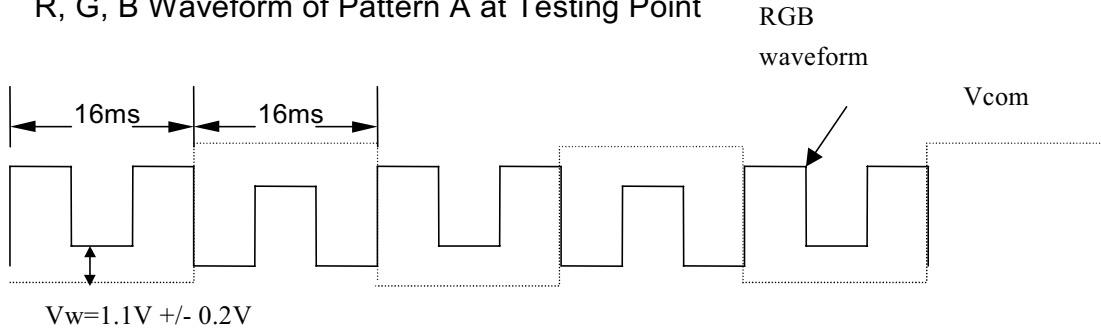 R, G, B Waveform of Pattern A at Testing Point
RGB
waveform
Vcom
16ms
16ms
Vw=1.1V +/- 0.2V